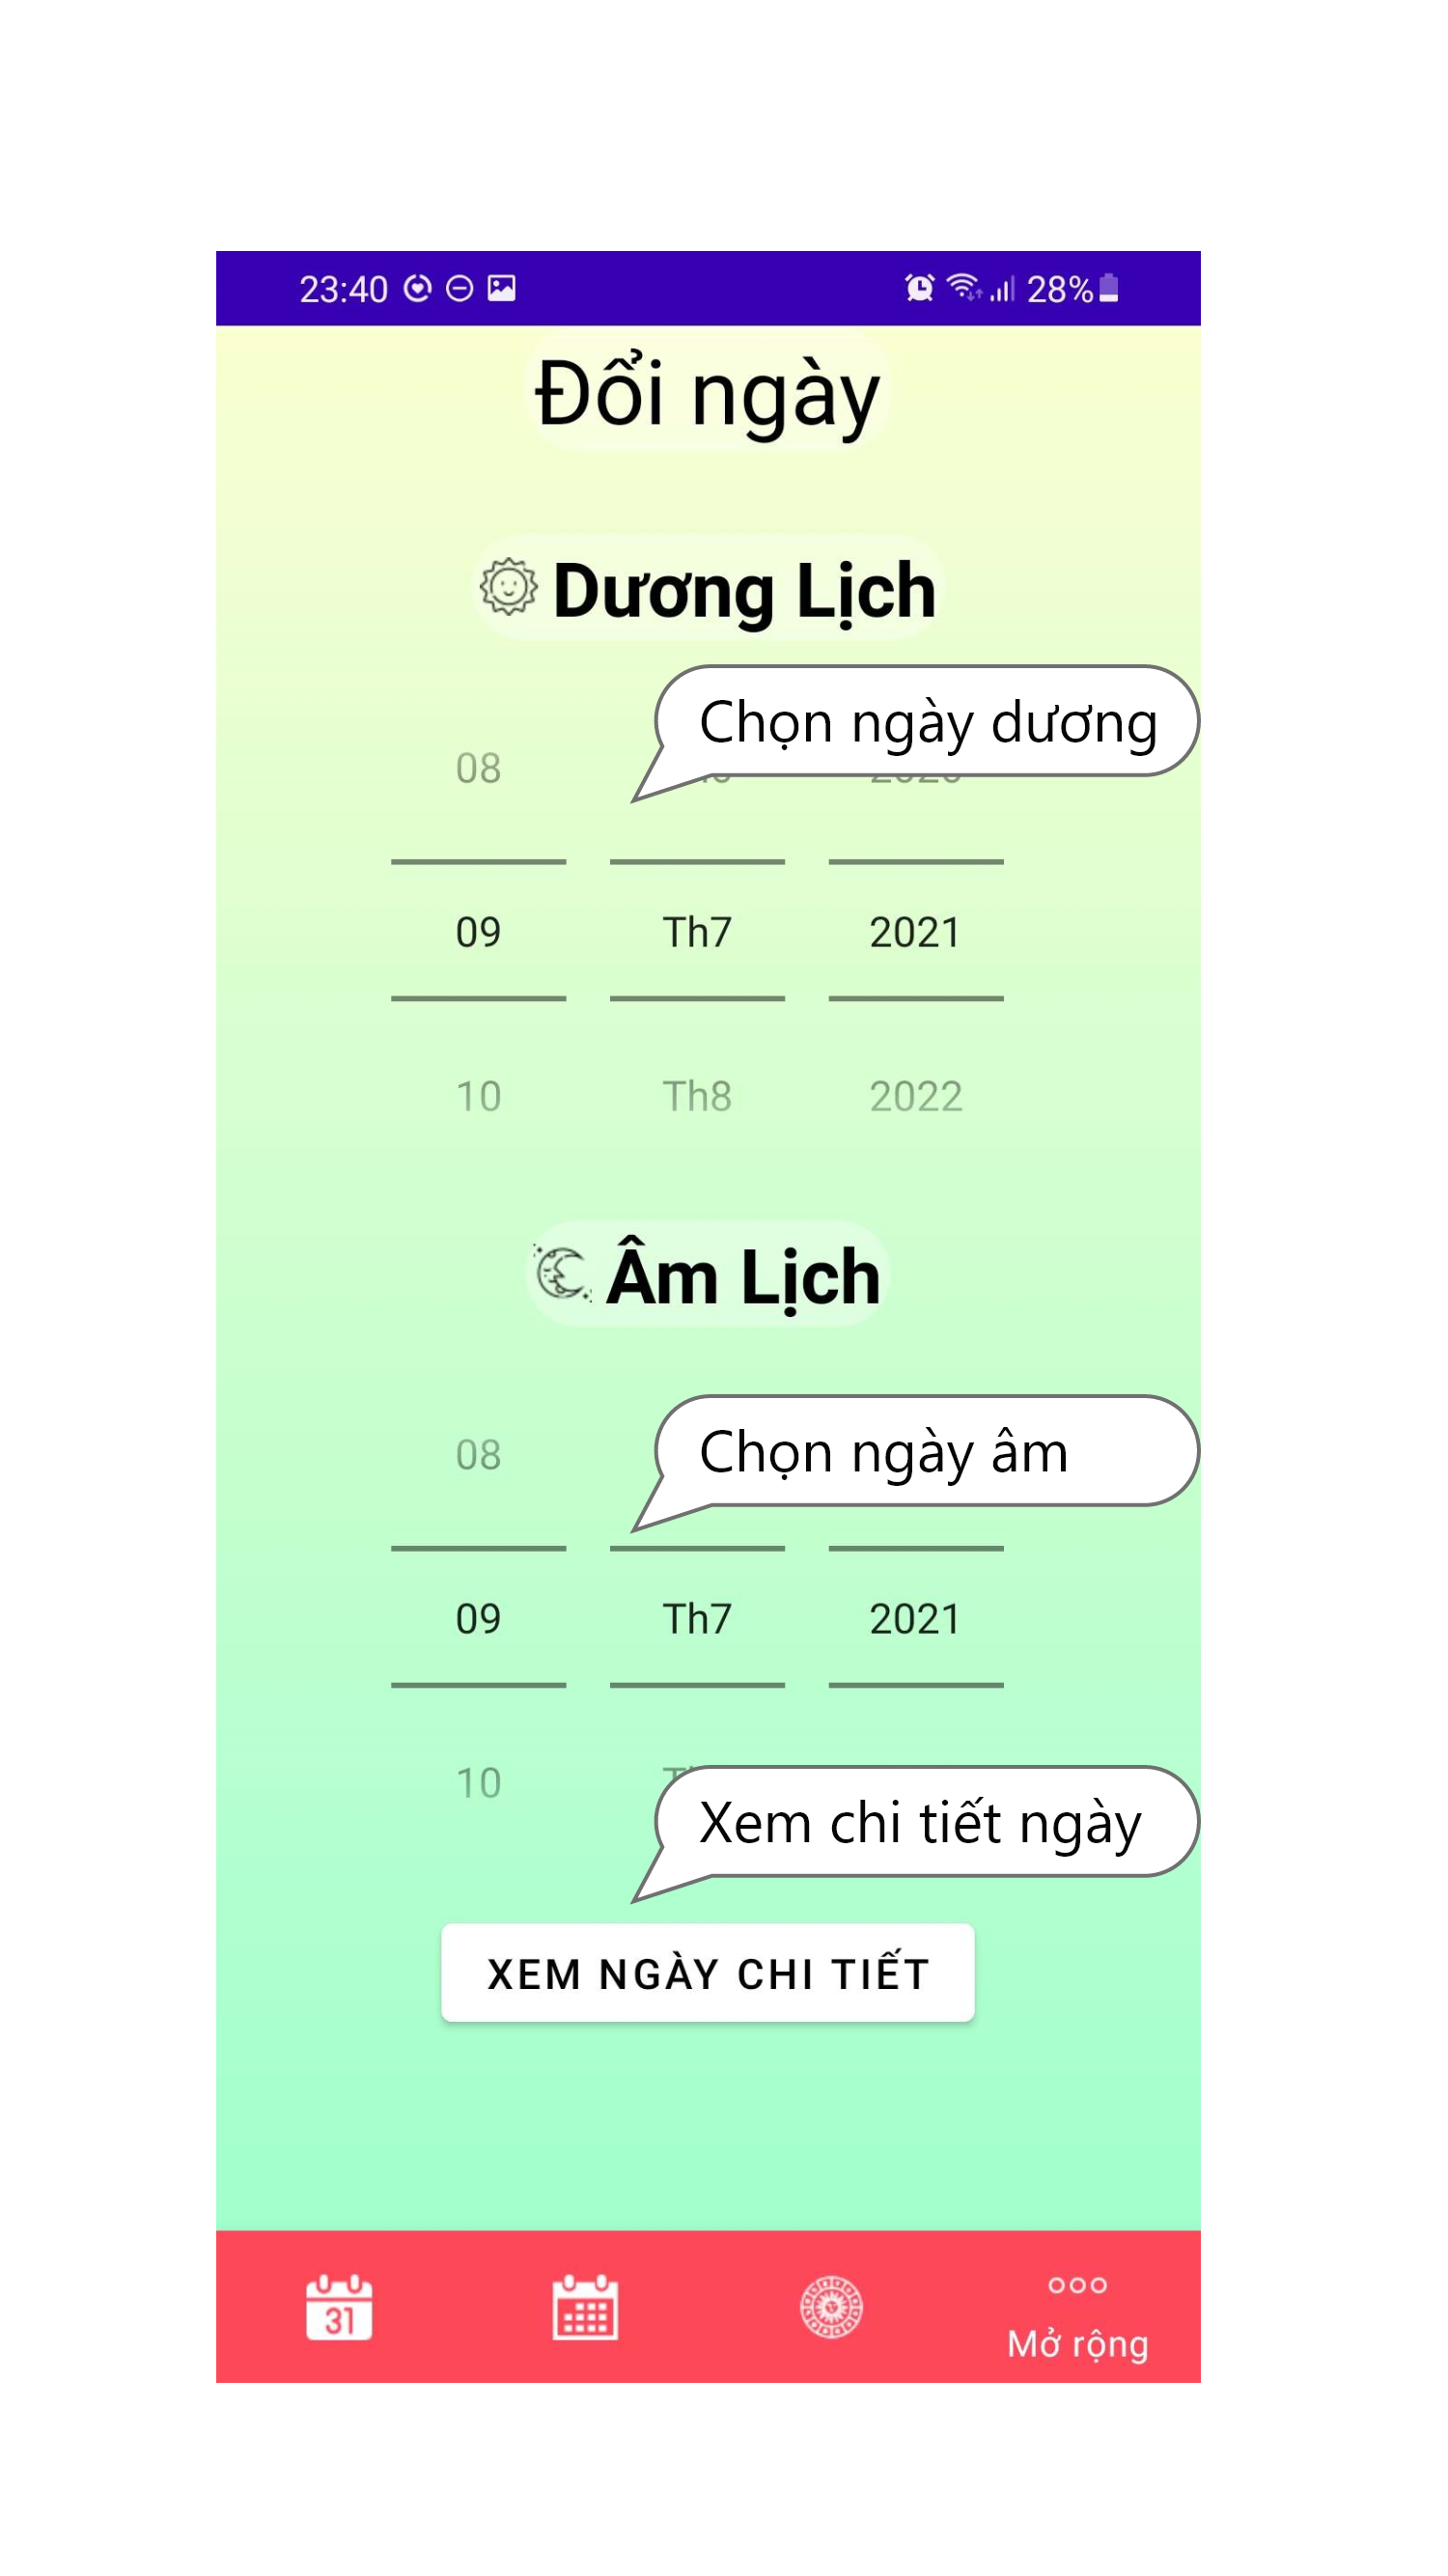 23:40 28%
Đổi ngày
Dương Lịch
Chọn ngày dương
08
09 Th7 2021
10 Th8 2022
Âm Lịch
Chọn ngày âm
08
09 Th7 2021
10
Xem chi tiết ngày
XEM NGÀY CHI TIẾT
31
Mở rộng